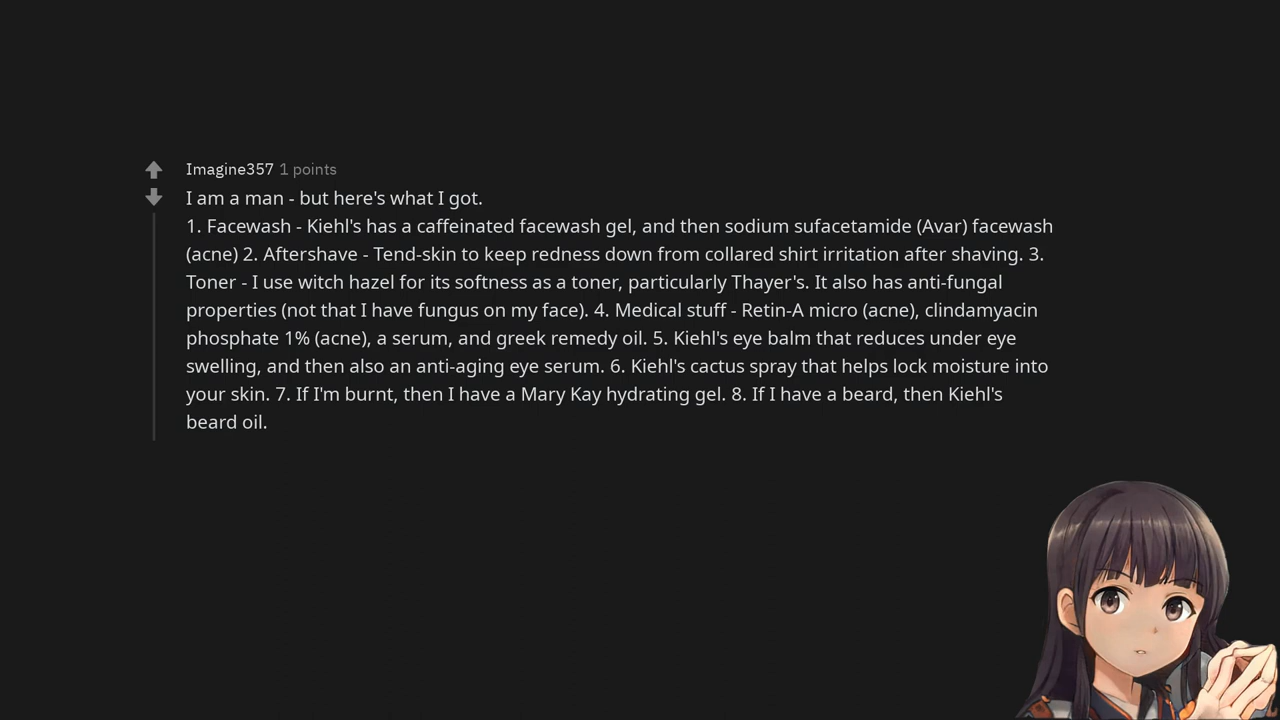 Imagine357 1 points
I am a man - but here's what I got.
1. Facewash - Kiehl's has a caffeinated facewash gel, and then sodium sufacetamide (Avar) facewash
(acne) 2. Aftershave - Tend-skin to keep redness down from collared shirt irritation after shaving. 3.
Toner - I use witch hazel for its softness as a toner, particularly Thayer's. It also has anti-fungal
properties (not that I have fungus on my face). 4. Medical stuff - Retin-A micro (acne), clindamyacin
phosphate 1% (acne), a serum, and greek remedy oil. 5. Kiehl's eye balm that reduces under eye
swelling, and then also an anti-aging eye serum. 6. Kiehl's cactus spray that helps lock moisture into
your skin. 7. If I'm burnt, then I have a Mary Kay hydrating gel. 8. If I have a beard, then Kiehl's
beard oil.